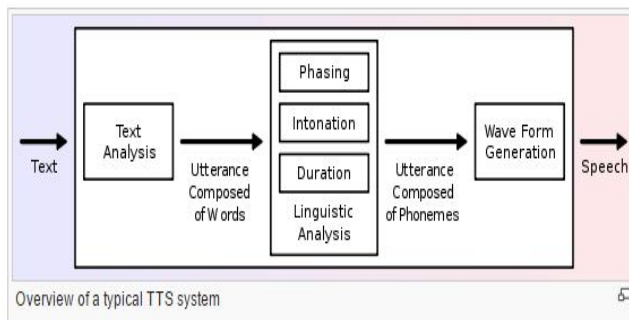 Text
Text
Analysis
Utterance
Composed
of Words
Phasing
Intonation
Duration
Linguistic
Analysis
Utterance
Composed
of Phonemes
Wave Form
Generation
Speech
Overview of a typical TTS system